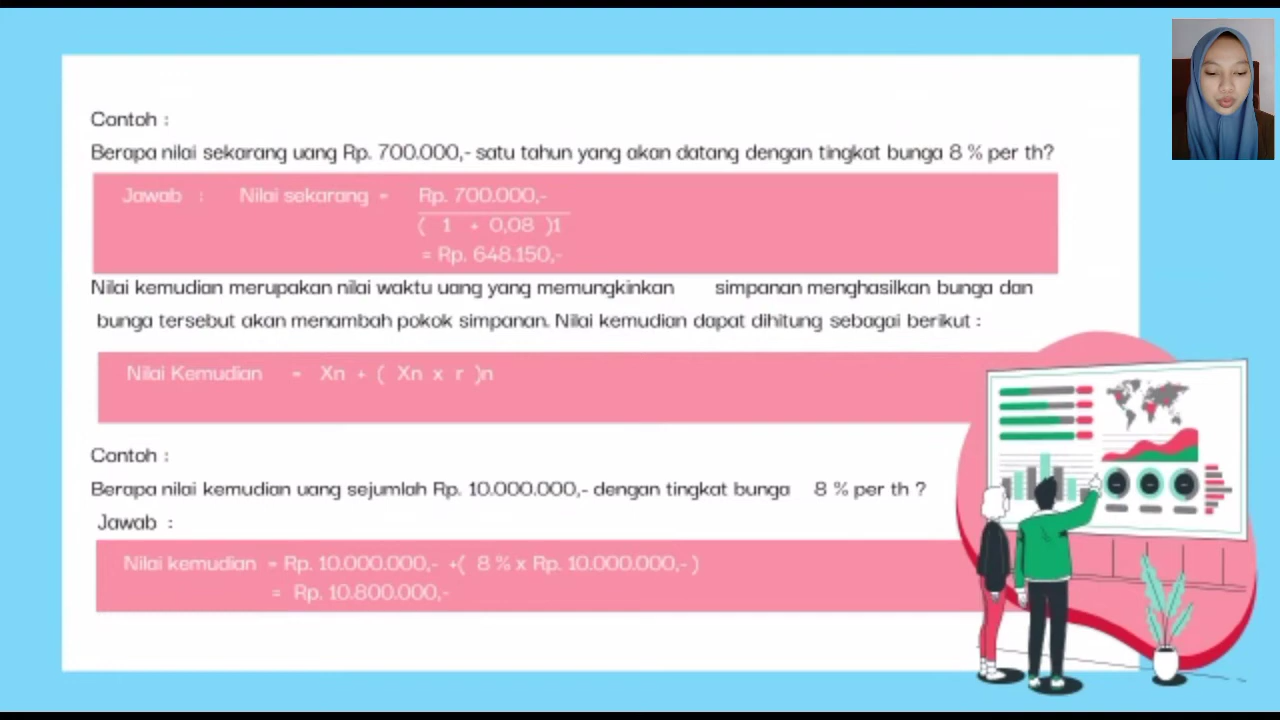 Contoh :
Berapa nilai sekarang uang Rp. 700.000,- satu tahun yang akan datang dengan tingkat bunga 8 % per th?
Jawab : Nilai sekarang = Rp. 700.000,-
( 1 + 0,08 )1
= Rp. 648.150,-
Nilai kemudian merupakan nilai waktu uang yang memungkinkan simpanan menghasilkan bunga dan
bunga tersebut akan menambah pokok simpanan. Nilai kemudian dapat dihitung sebagai berikut :
Nilai Kemudian = Xn + ( Xn x r )n
Contoh :
Berapa nilai kemudian uang sejumlah Rp. 10.000.000,- dengan tingkat bunga 8 % per th ?
Jawab :
Nilai kemudian = Rp. 10.000.000,- +( 8 % x Rp. 10.000.000,- )
= Rp. 10.800.000,-